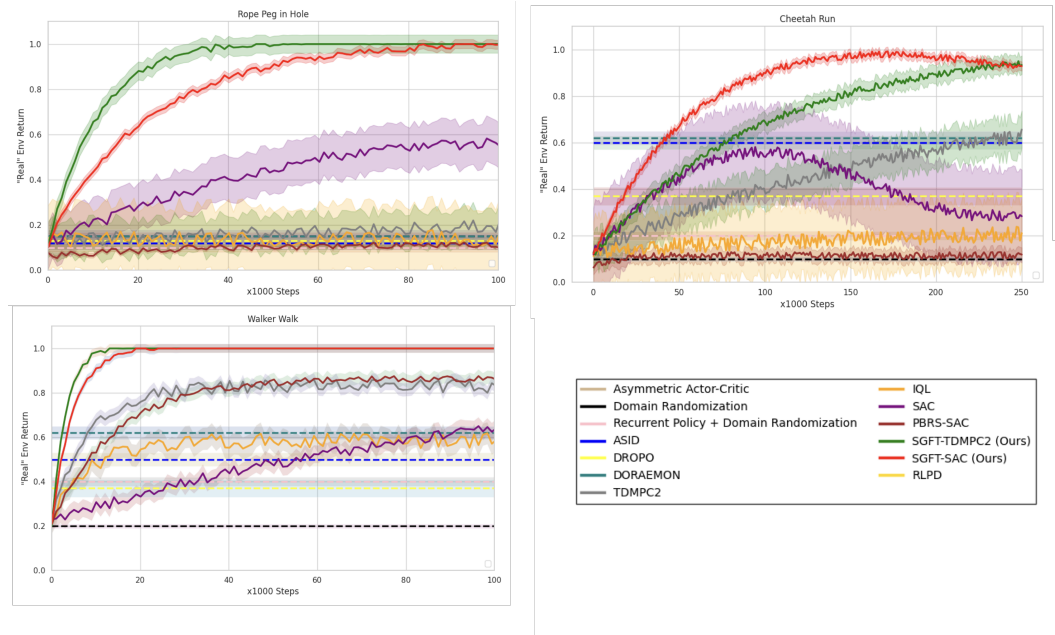 Rope Peg in Hole
"Real" Env Return
1.0
0.8
0.6
0.4
0.2
0.0
0 20 40 60 80 100
x1000 Steps
Cheetah Run
"Real" Env Return
1.0
0.8
0.6
0.4
0.2
0.0
0 50 100 150 200 250
x1000 Steps
Walker Walk
"Real" Env Return
1.0
0.8
0.6
0.4
0.2
0.0
0 20 40 60 80 100
x1000 Steps
Asymmetric Actor-Critic
Domain Randomization
Recurrent Policy + Domain Randomization
ASID
DROPO
DORAEMON
TDMPC2
IQL
SAC
PBRS-SAC
SGFT-TDMPC2 (Ours)
SGFT-SAC (Ours)
RLPD